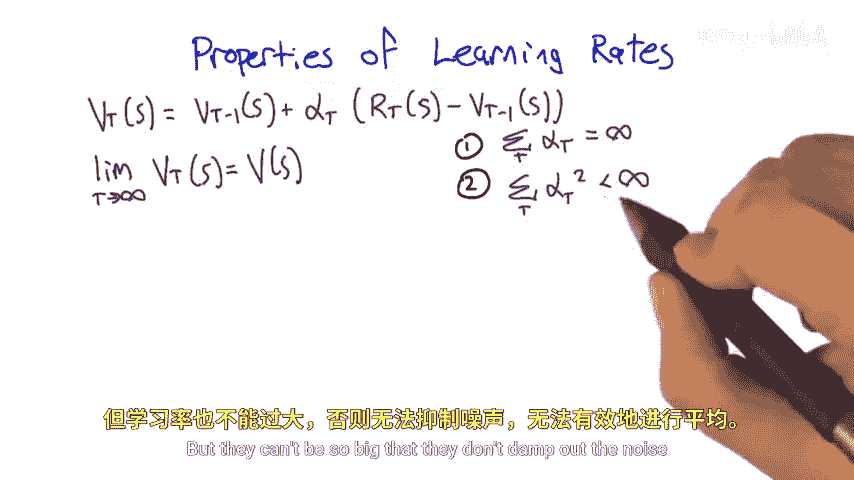 Properties of Learning Rates
V_T(S) = V_{T-1}(S) + α_T (R_T(S) - V_{T-1}(S))
① Σ_T α_T = ∞
lim_{T→∞} V_T(S) = V(S)
② Σ_T α_T² < ∞
但学习率也不能过大，否则无法抑制噪声，无法有效地进行平均。
But they can't be so big that they don't damp out the noise